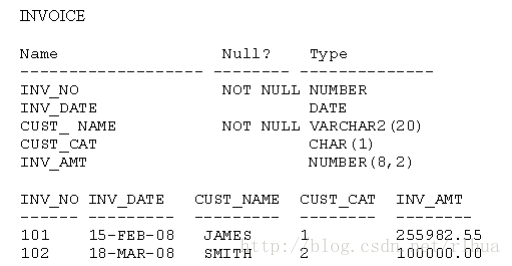 INVOICE
Name Null? Type
------------------ -------- -------------
INV_NO NOT NULL NUMBER
INV_DATE DATE
CUST_ NAME NOT NULL VARCHAR2(20)
CUST_CAT CHAR(1)
INV_AMT NUMBER(8,2)
INV_NO INV_DATE CUST_NAME CUST_CAT INV_AMT
------ --------- --------- -------- --------
101 15-FEB-08 JAMES 1 255982.55
102 18-MAR-08 SMITH 2 100000.00
http://blog.csdn.net/rlhua